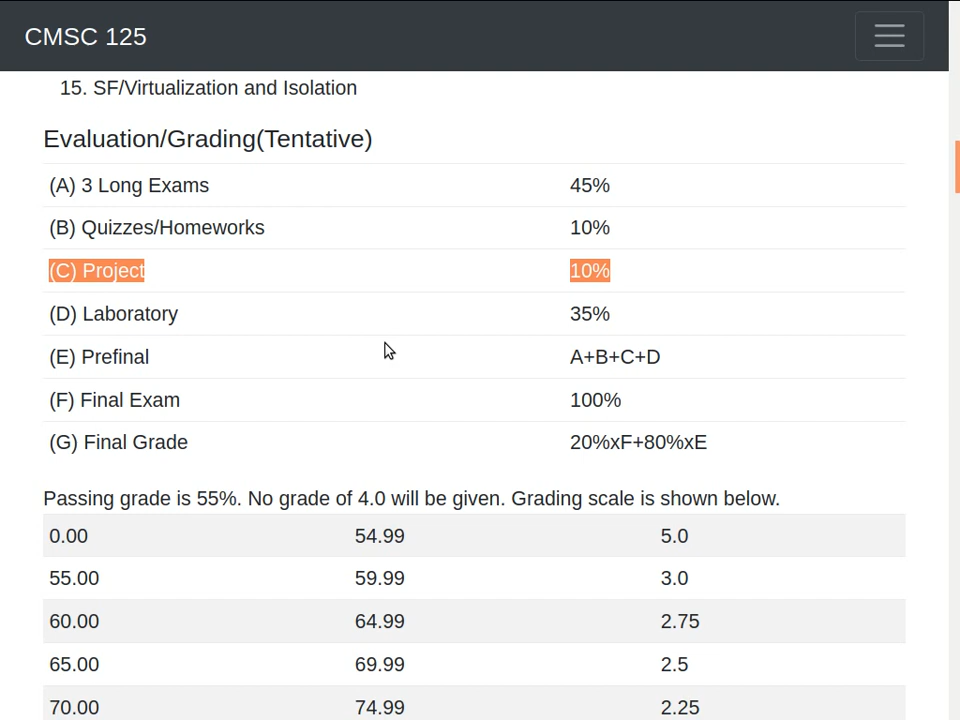 CMSC 125
15. SF/Virtualization and Isolation
Evaluation/Grading(Tentative)
(A) 3 Long Exams 45%
(B) Quizzes/Homeworks 10%
(C) Project 10%
(D) Laboratory 35%
(E) Prefinal A+B+C+D
(F) Final Exam 100%
(G) Final Grade 20%xF+80%xE
Passing grade is 55%. No grade of 4.0 will be given. Grading scale is shown below.
0.00 54.99 5.0
55.00 59.99 3.0
60.00 64.99 2.75
65.00 69.99 2.5
70.00 74.99 2.25